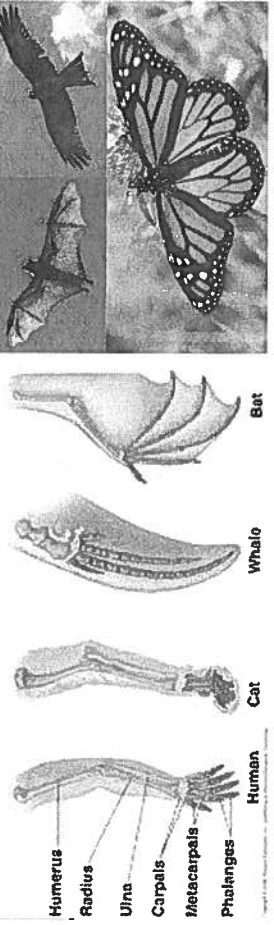 Humerus
Radius
Ulna
Carpals
Metacarpals
Phalanges
Human
Cat
Whale
Bat